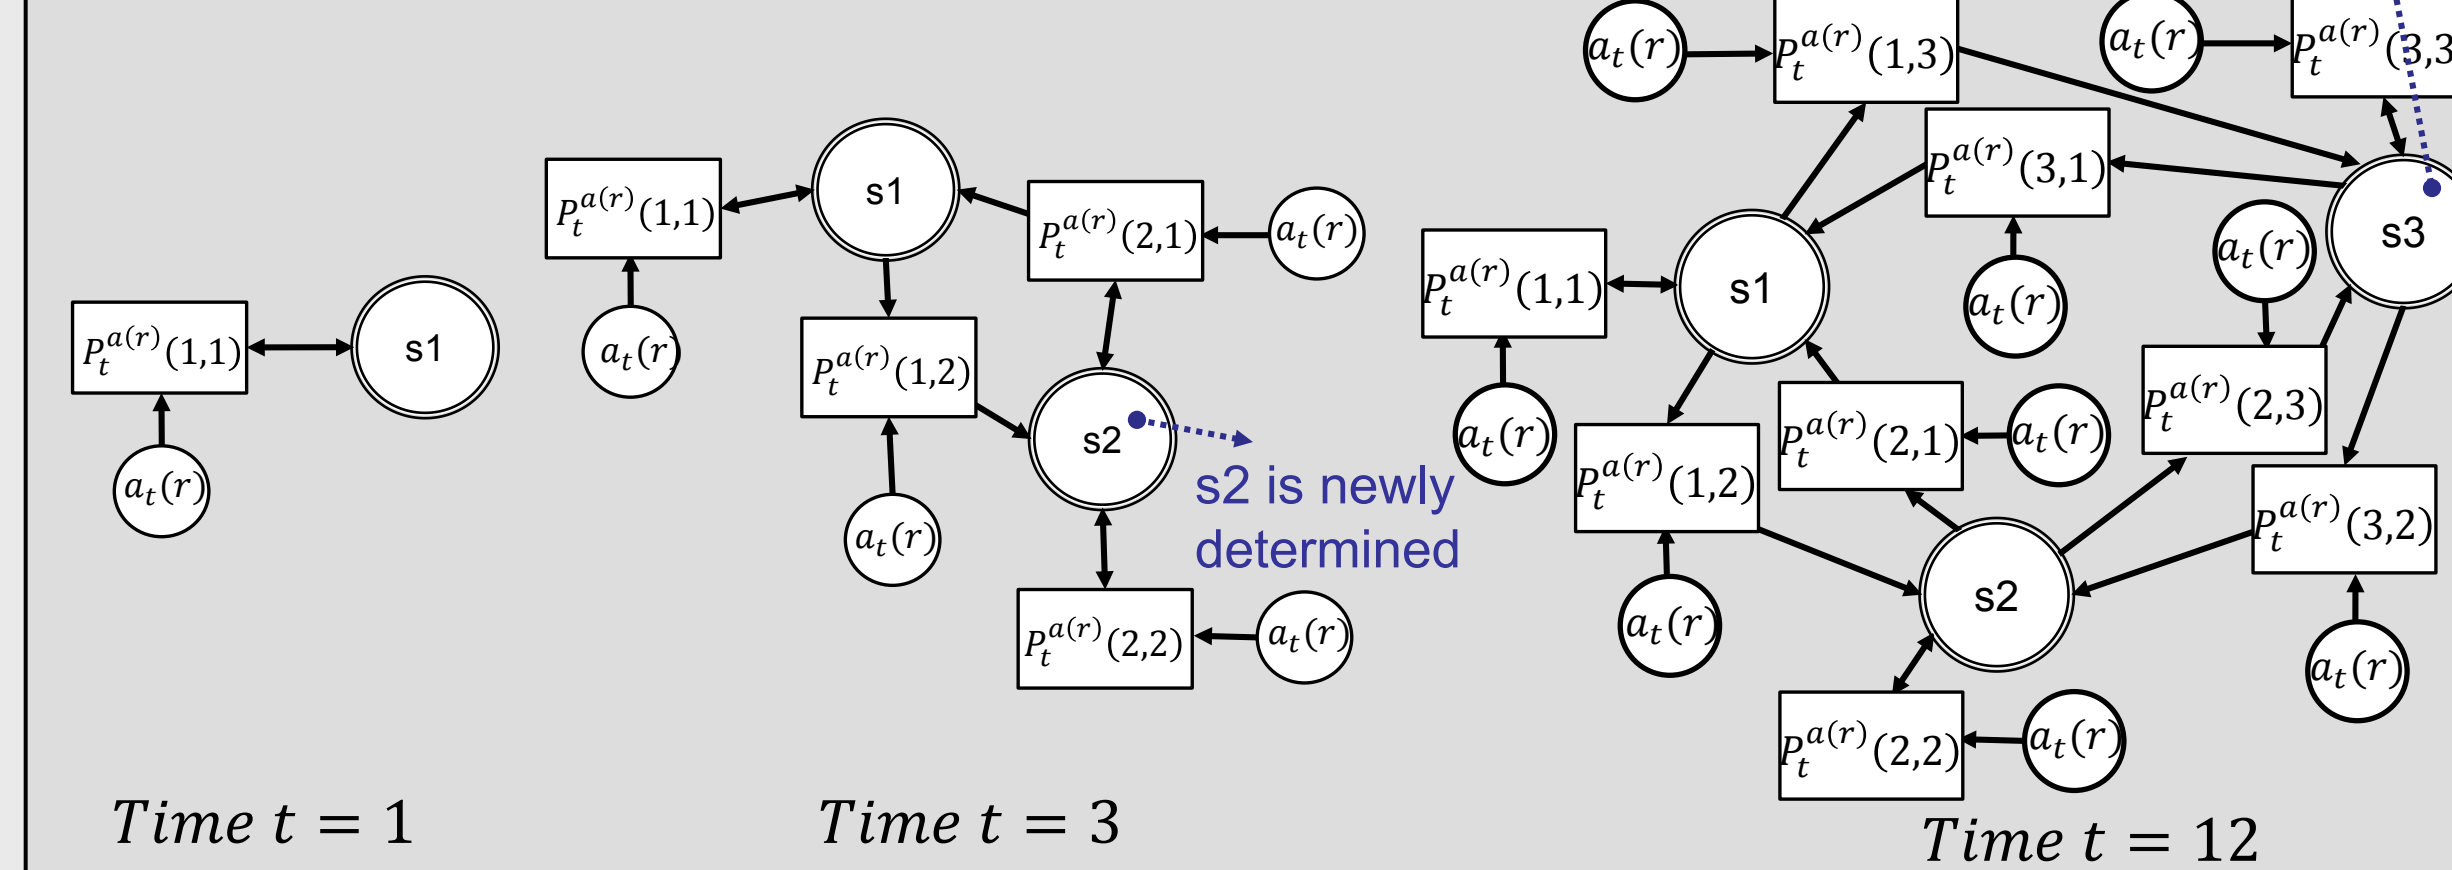 P_t^{a(r)}(1,1)
s1
a_t(r)
Time t = 1
P_t^{a(r)}(1,1)
s1
P_t^{a(r)}(2,1)
a_t(r)
a_t(r)
P_t^{a(r)}(1,2)
s2
s2 is newly
determined
a_t(r)
P_t^{a(r)}(2,2)
a_t(r)
Time t = 3
a_t(r)
P_t^{a(r)}(1,3)
a_t(r)
P_t^{a(r)}(3,3
P_t^{a(r)}(3,1)
s3
a_t(r)
P_t^{a(r)}(1,1)
s1
a_t(r)
P_t^{a(r)}(2,3)
a_t(r)
P_t^{a(r)}(2,1)
a_t(r)
P_t^{a(r)}(1,2)
P_t^{a(r)}(3,2)
s2
a_t(r)
a_t(r)
P_t^{a(r)}(2,2)
a_t(r)
Time t = 12